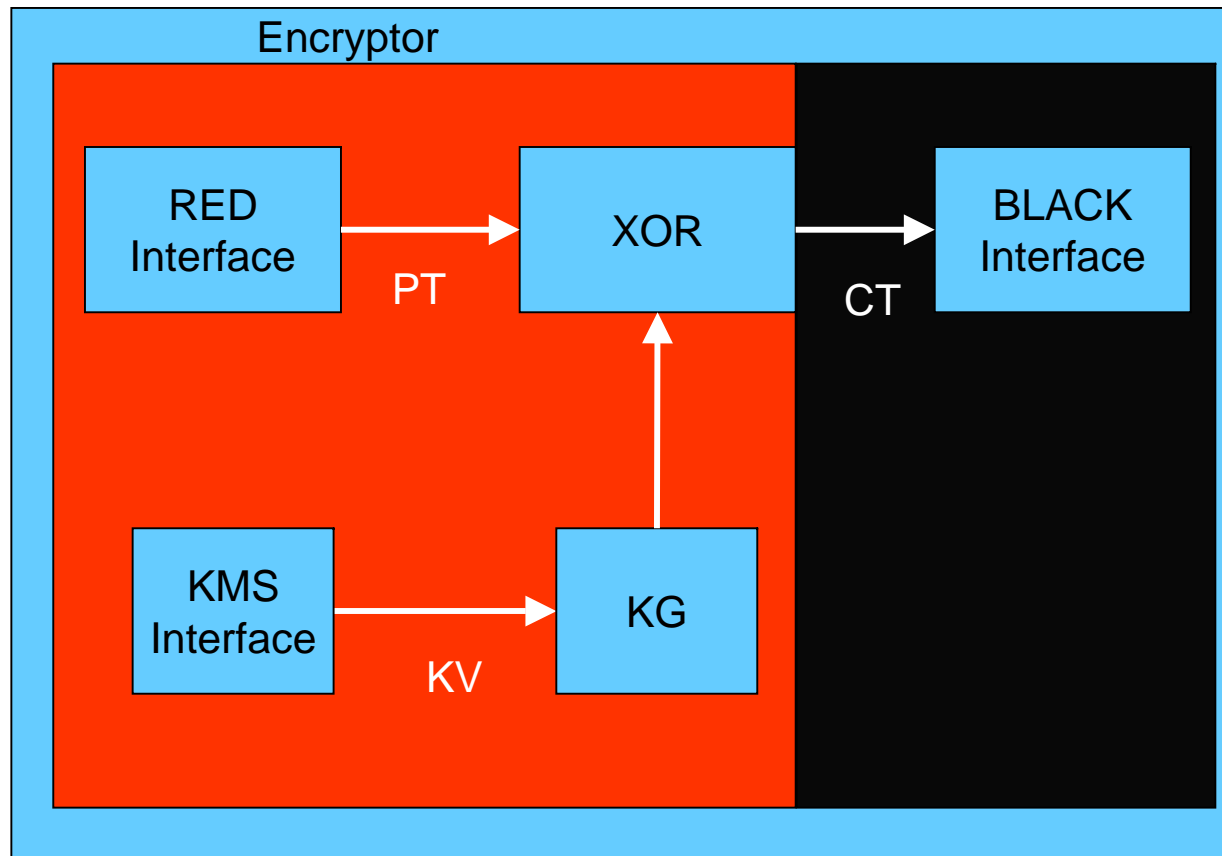 Encryptor
RED
Interface
PT
XOR
CT
BLACK
Interface
KMS
Interface
KV
KG